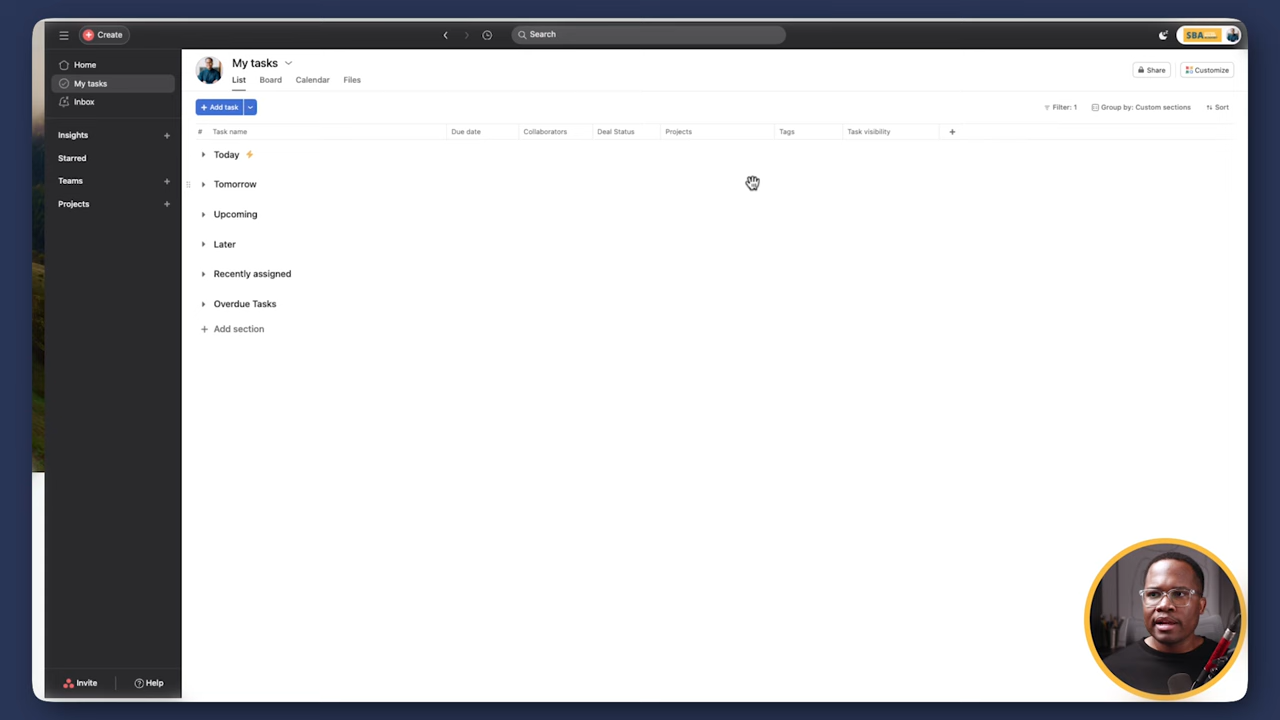 Create
Search
SBA
Home
My tasks
Inbox
Insights
Starred
Teams
Projects
Invite
Help
My tasks
List Board Calendar Files
Share
Customize
+ Add task
Filter: 1
Group by: Custom sections
Sort
# Task name Due date Collaborators Deal Status Projects Tags Task visibility +
Today
Tomorrow
Upcoming
Later
Recently assigned
Overdue Tasks
+ Add section